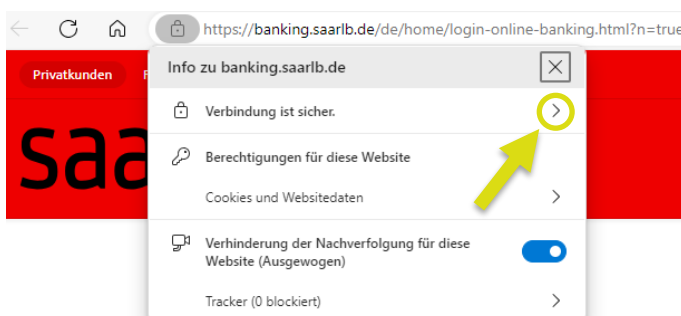 https://banking.saarlb.de/de/home/login-online-banking.html?n=true
Privatkunden
Info zu banking.saarlb.de
Verbindung ist sicher.
saa
Berechtigungen für diese Website
Cookies und Websitedaten
Verhinderung der Nachverfolgung für diese
Website (Ausgewogen)
Tracker (0 blockiert)